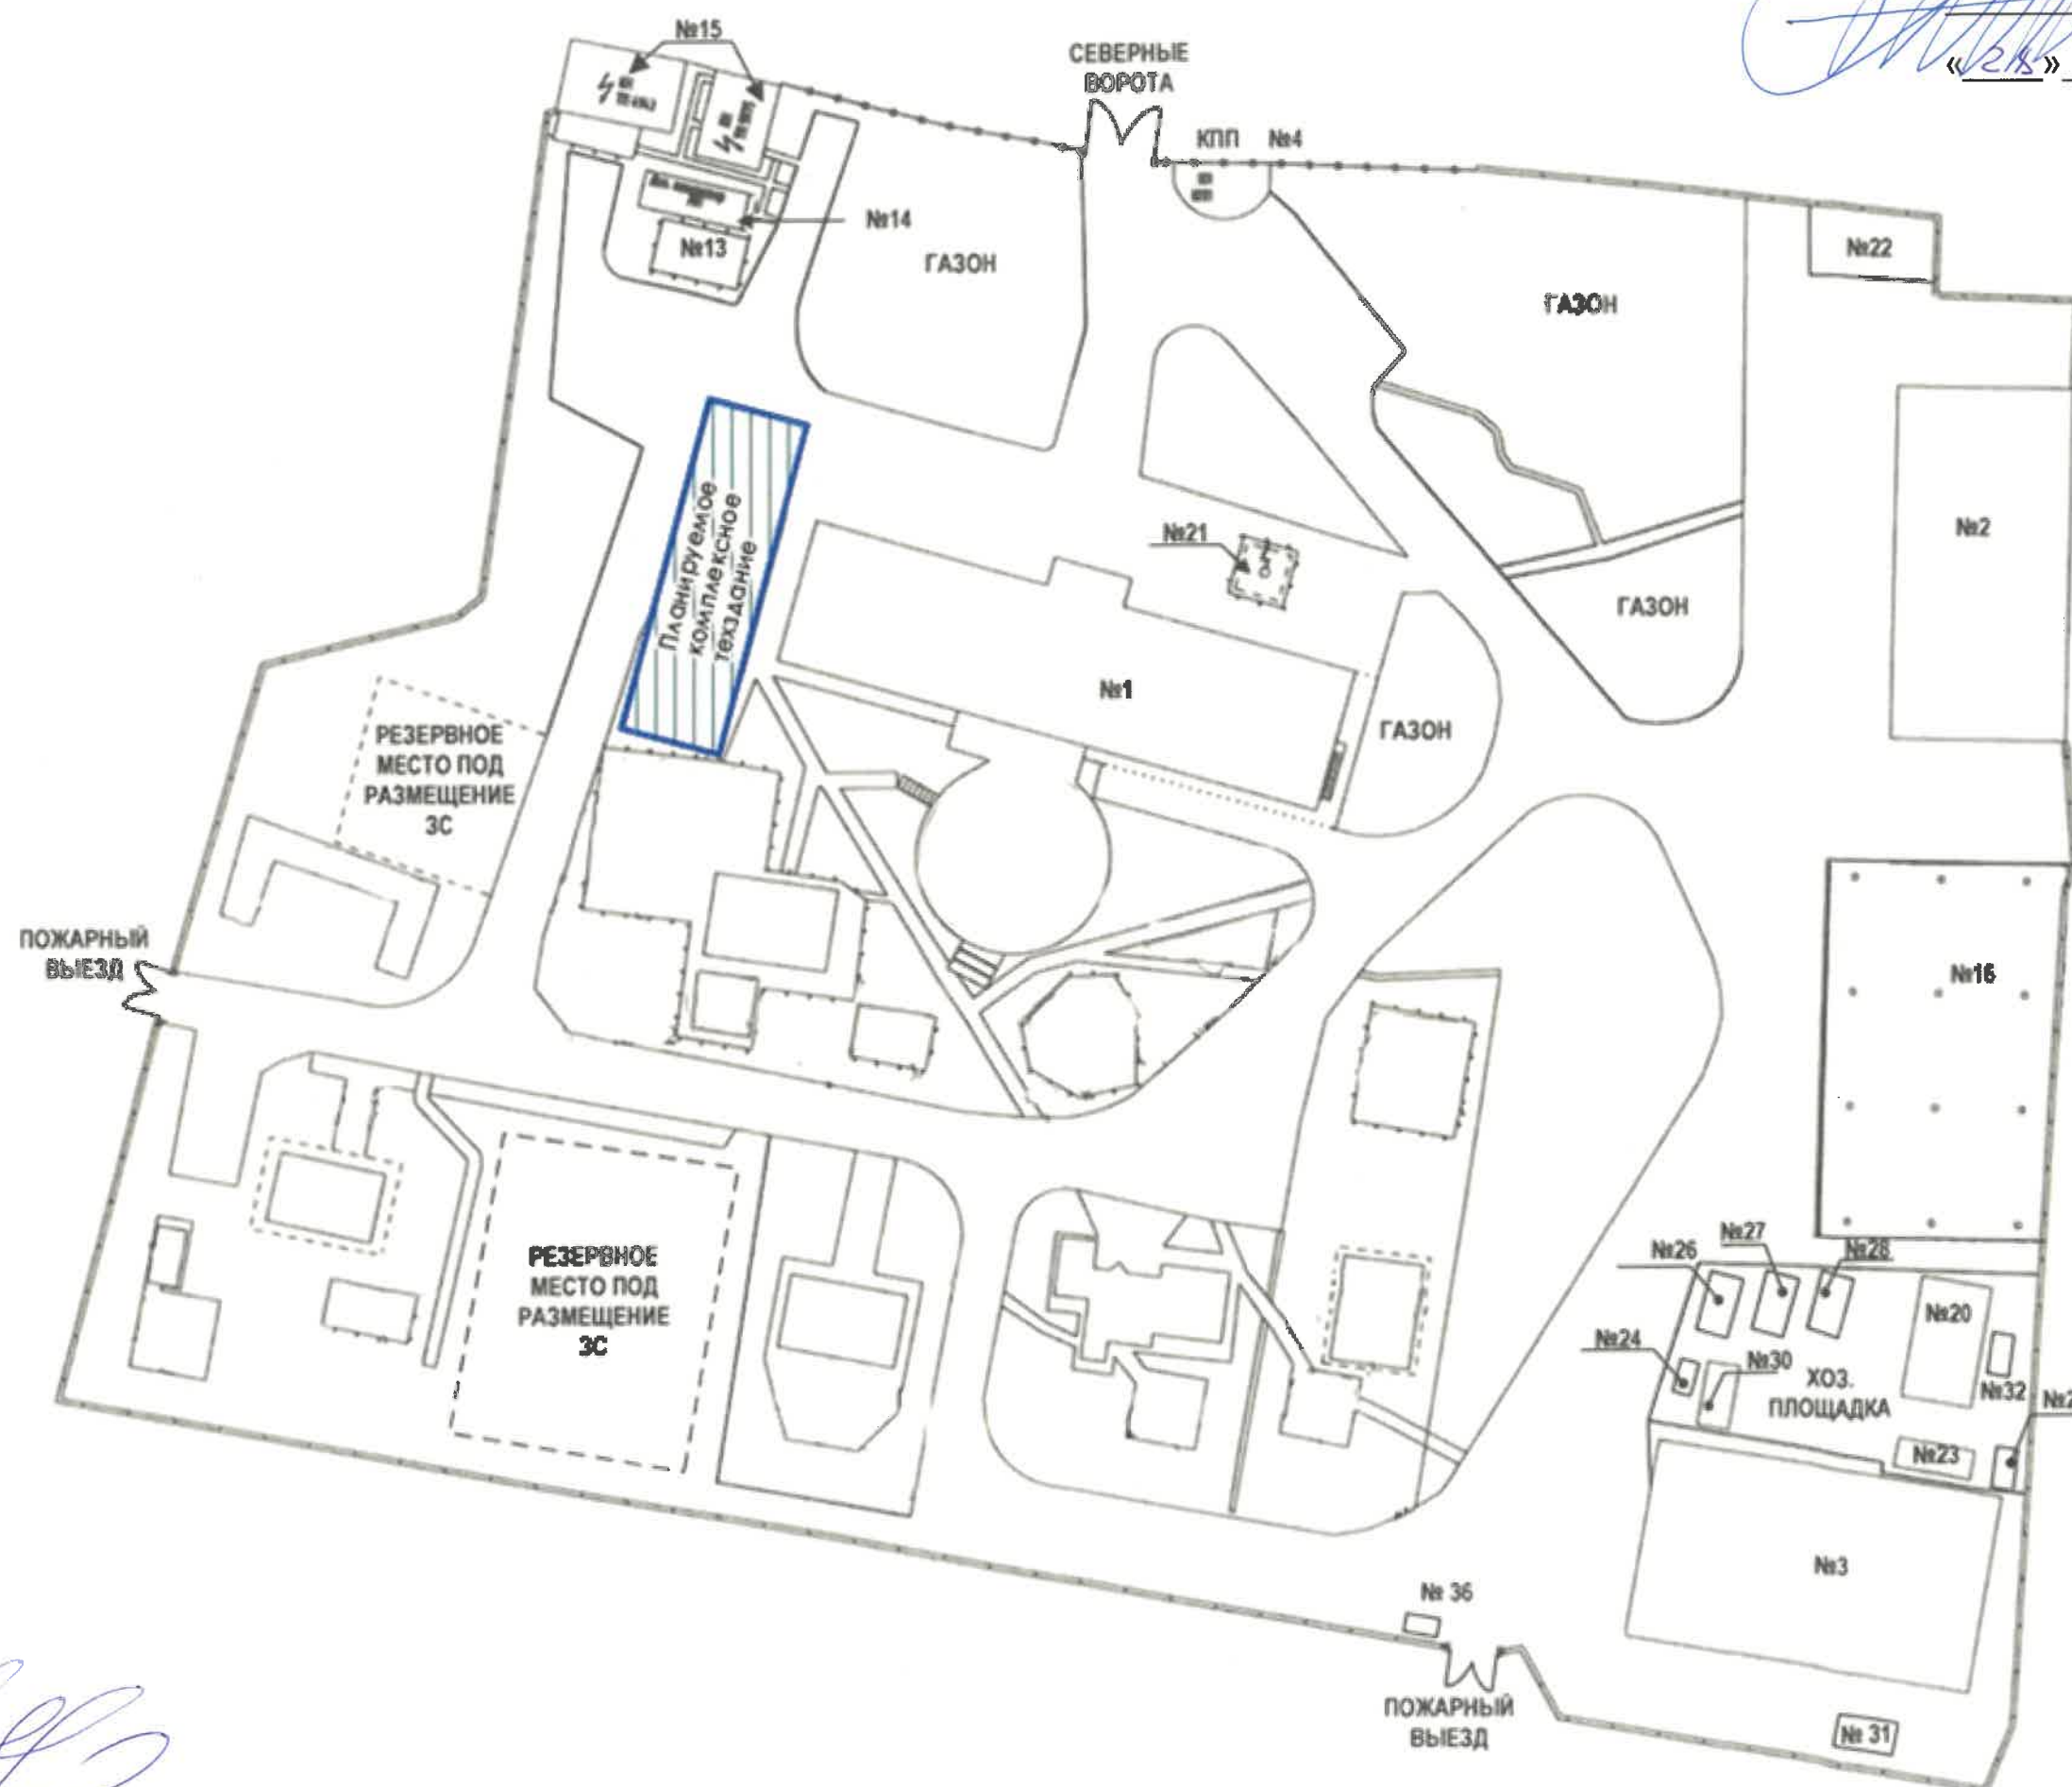 №15
СЕВЕРНЫЕ
ВОРОТА
« »
КПП №4
№14
№13
№22
ГАЗОН
ГАЗОН
Планируемое
комплексное
техздание
№21
№2
ГАЗОН
№1
ГАЗОН
РЕЗЕРВНОЕ
МЕСТО ПОД
РАЗМЕЩЕНИЕ
ЗС
ПОЖАРНЫЙ
ВЫЕЗД
№16
РЕЗЕРВНОЕ
МЕСТО ПОД
РАЗМЕЩЕНИЕ
ЗС
№26
№27
№28
№20
№24
№30
ХОЗ.
ПЛОЩАДКА
№32
№2
№23
№3
№ 36
ПОЖАРНЫЙ
ВЫЕЗД
№ 31